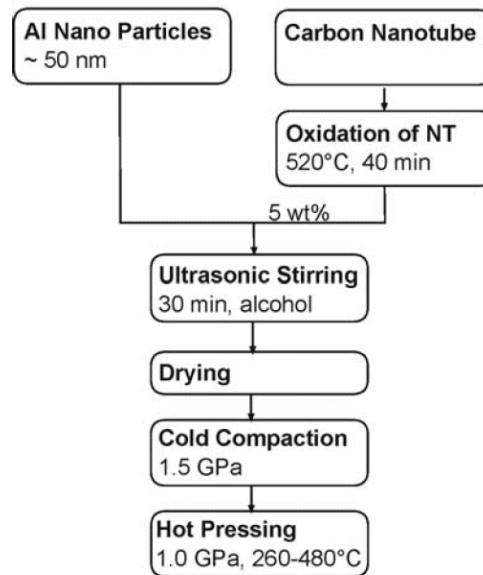 Al Nano Particles
~ 50 nm
Carbon Nanotube
Oxidation of NT
520°C, 40 min
5 wt%
Ultrasonic Stirring
30 min, alcohol
Drying
Cold Compaction
1.5 GPa
Hot Pressing
1.0 GPa, 260-480°C